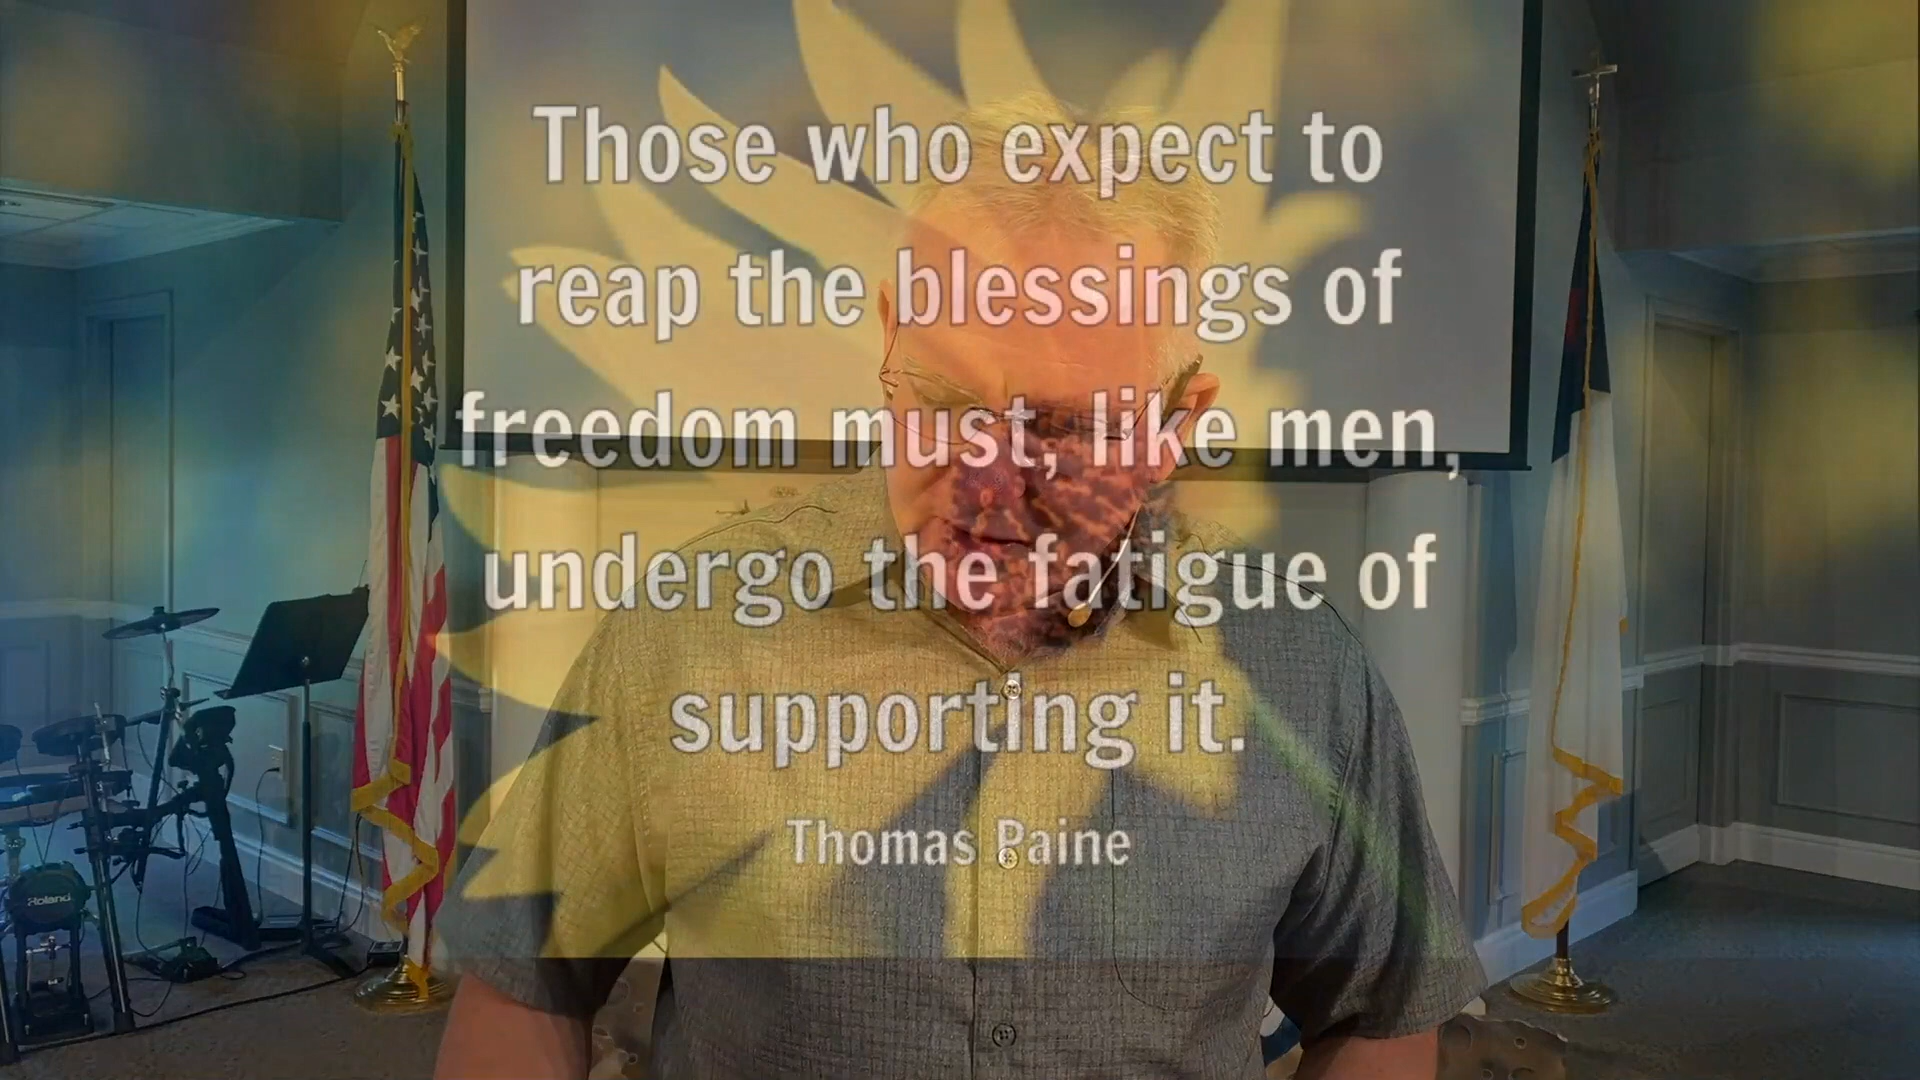 Those who expect to
reap the blessings of
freedom must, like men,
undergo the fatigue of
supporting it.
Thomas Paine
Roland